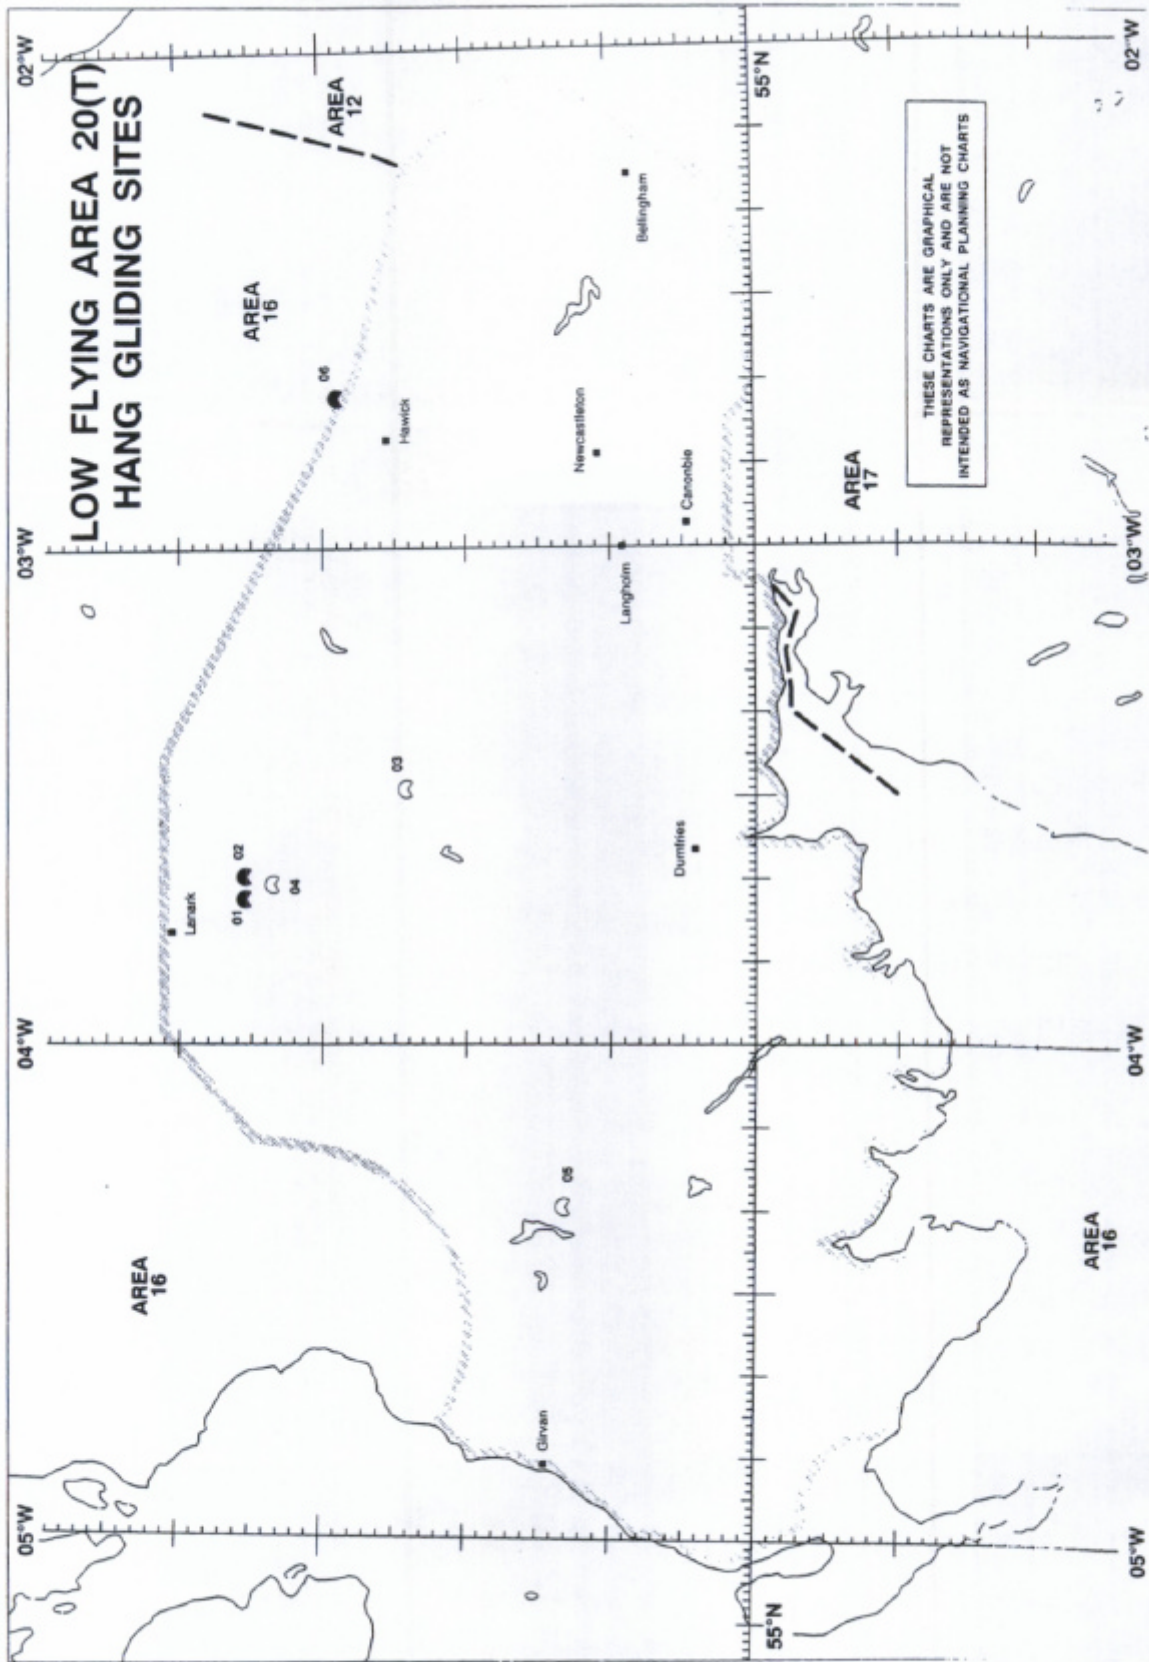 LOW FLYING AREA 20(T)
HANG GLIDING SITES
05°W
04°W
03°W
02°W
AREA
16
AREA
16
AREA
12
Lanark
01
02
04
03
06
Hawick
Girvan
05
Dumfries
Langholm
Newcastleton
Canonbie
Bellingham
55°N
55°N
AREA
17
AREA
16
THESE CHARTS ARE GRAPHICAL
REPRESENTATIONS ONLY AND ARE NOT
INTENDED AS NAVIGATIONAL PLANNING CHARTS
05°W
04°W
03°W
02°W